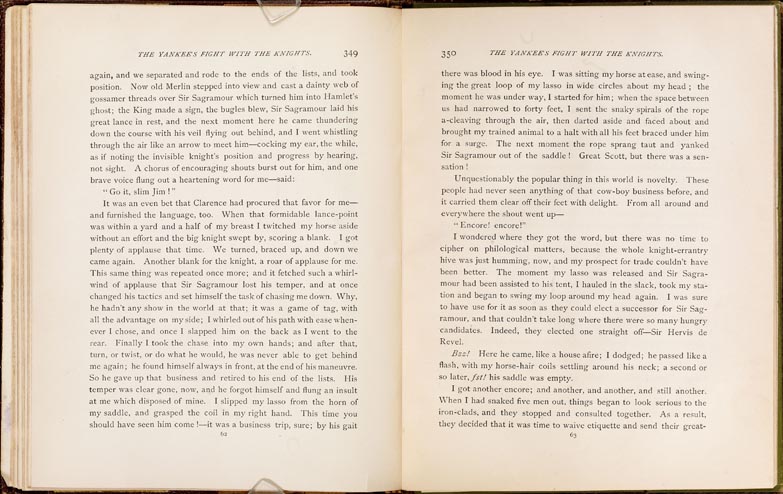 THE YANKEE'S FIGHT WITH THE KNIGHTS. 349
again, and we separated and rode to the ends of the lists, and took
position. Now old Merlin stepped into view and cast a dainty web of
gossamer threads over Sir Sagramour which turned him into Hamlet's
ghost; the King made a sign, the bugles blew, Sir Sagramour laid his
great lance in rest, and the next moment here he came thundering
down the course with his veil flying out behind, and I went whistling
through the air like an arrow to meet him—cocking my ear, the while,
as if noting the invisible knight's position and progress by hearing,
not sight. A chorus of encouraging shouts burst out for him, and one
brave voice flung out a heartening word for me—said:
"Go it, slim Jim!"
It was an even bet that Clarence had procured that favor for me—
and furnished the language, too. When that formidable lance-point
was within a yard and a half of my breast I twitched my horse aside
without an effort and the big knight swept by, scoring a blank. I got
plenty of applause that time. We turned, braced up, and down we
came again. Another blank for the knight, a roar of applause for me.
This same thing was repeated once more; and it fetched such a whirl-
wind of applause that Sir Sagramour lost his temper, and at once
changed his tactics and set himself the task of chasing me down. Why,
he hadn't any show in the world at that; it was a game of tag, with
all the advantage on my side; I whirled out of his path with ease when-
ever I chose, and once I slapped him on the back as I went to the
rear. Finally I took the chase into my own hands; and after that,
turn, or twist, or do what he would, he was never able to get behind
me again; he found himself always in front, at the end of his maneuvre.
So he gave up that business and retired to his end of the lists. His
temper was clear gone, now, and he forgot himself and flung an insult
at me which disposed of mine. I slipped my lasso from the horn of
my saddle, and grasped the coil in my right hand. This time you
should have seen him come!—it was a business trip, sure; by his gait
62
350 THE YANKEE'S FIGHT WITH THE KNIGHTS.
there was blood in his eye. I was sitting my horse at ease, and swing-
ing the great loop of my lasso in wide circles about my head; the
moment he was under way, I started for him; when the space between
us had narrowed to forty feet, I sent the snaky spirals of the rope
a-cleaving through the air, then darted aside and faced about and
brought my trained animal to a halt with all his feet braced under him
for a surge. The next moment the rope sprang taut and yanked
Sir Sagramour out of the saddle! Great Scott, but there was a sen-
sation!
Unquestionably the popular thing in this world is novelty. These
people had never seen anything of that cow-boy business before, and
it carried them clear off their feet with delight. From all around and
everywhere the shout went up—
"Encore! encore!"
I wondered where they got the word, but there was no time to
cipher on philological matters, because the whole knight-errantry
hive was just humming, now, and my prospect for trade couldn't have
been better. The moment my lasso was released and Sir Sagra-
mour had been assisted to his tent, I hauled in the slack, took my sta-
tion and began to swing my loop around my head again. I was sure
to have use for it as soon as they could elect a successor for Sir Sag-
ramour, and that couldn't take long where there were so many hungry
candidates. Indeed, they elected one straight off—Sir Hervis de
Revel.
Bzz! Here he came, like a house afire; I dodged; he passed like a
flash, with my horse-hair coils settling around his neck; a second or
so later, fst! his saddle was empty.
I got another encore; and another, and another, and still another.
When I had snaked five men out, things began to look serious to the
iron-clads, and they stopped and consulted together. As a result,
they decided that it was time to waive etiquette and send their great-
63